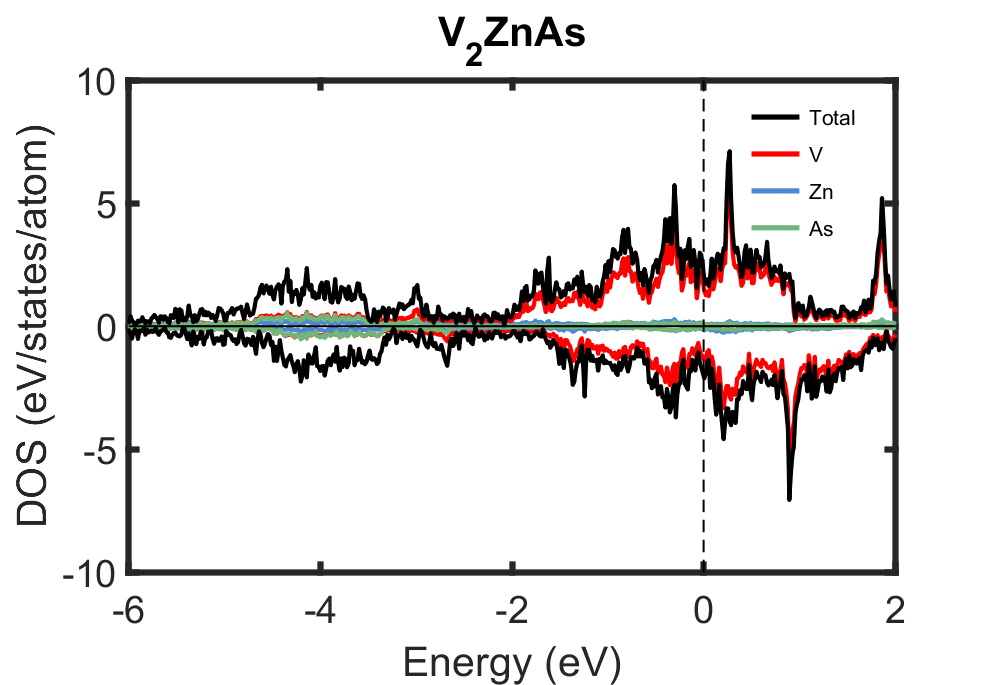 V2ZnAs
10
5
0
-5
-10
DOS (eV/states/atom)
Total
V
Zn
As
-6 -4 -2 0 2
Energy (eV)